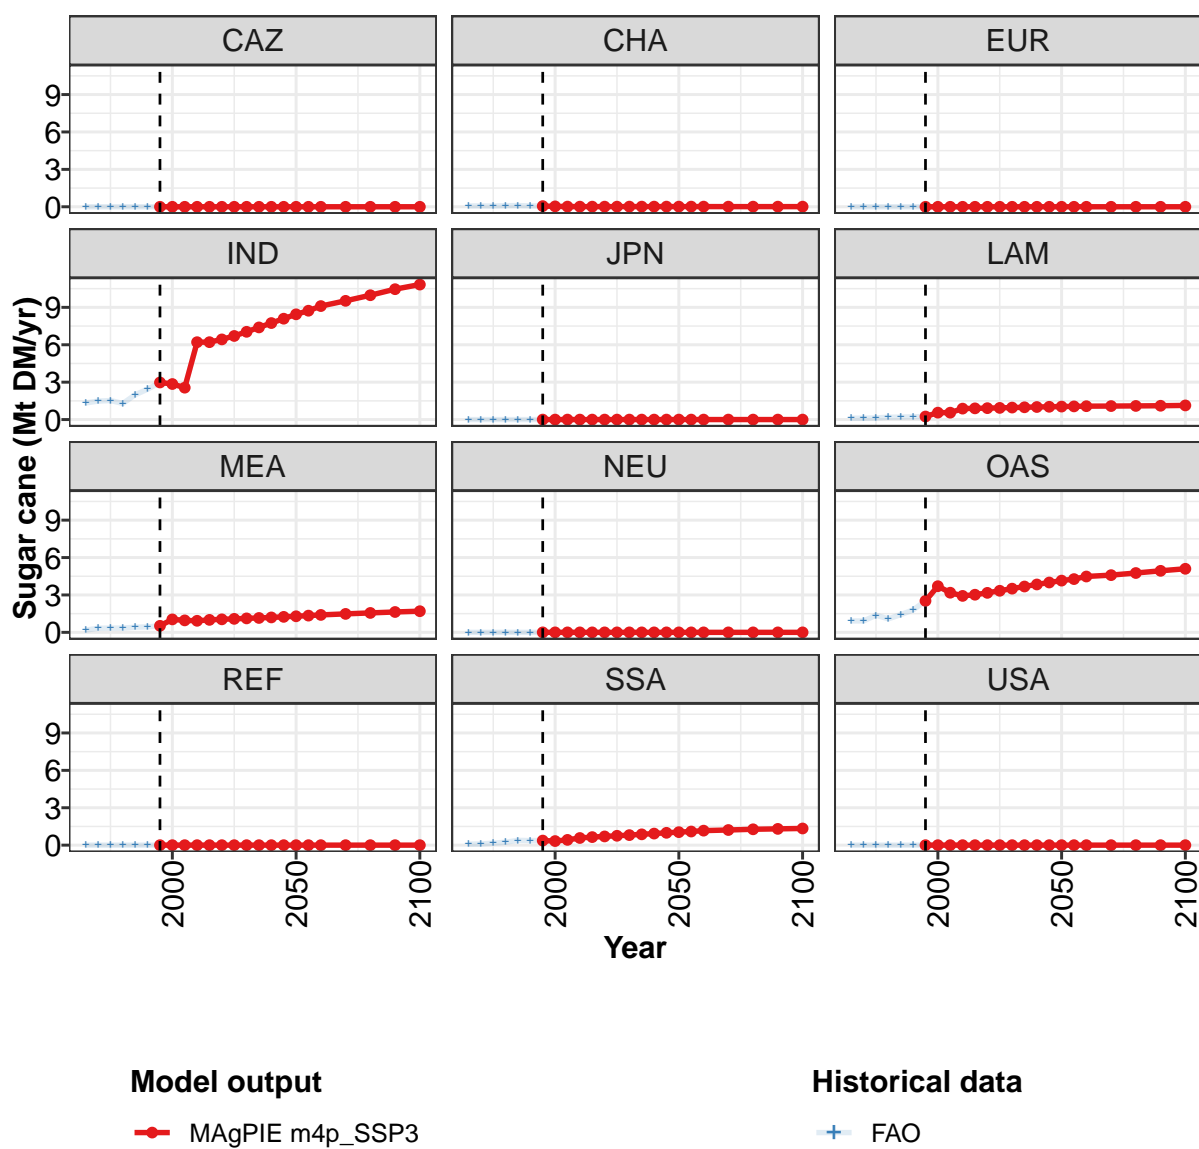 CAZ CHA EUR
9
6
3
0
IND JPN LAM
9
6
3
0
MEA NEU OAS
9
6
3
0
REF SSA USA
9
6
3
0
Sugar cane (Mt DM/yr)
2000 2050 2100 2000 2050 2100 2000 2050 2100
Year
Model output Historical data
MAgPIE m4p_SSP3 FAO